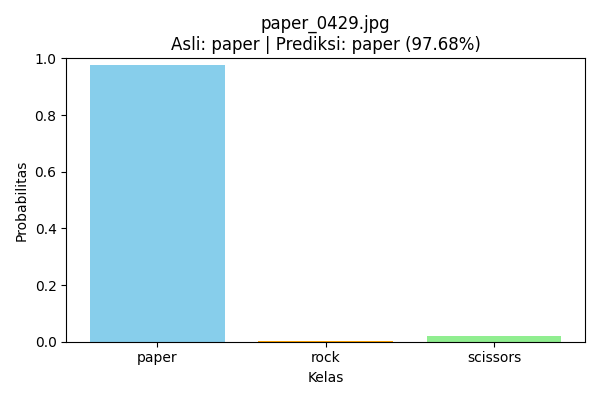 paper_0429.jpg
Asli: paper | Prediksi: paper (97.68%)
1.0
0.8
0.6
0.4
0.2
0.0
Probabilitas
paper rock scissors
Kelas